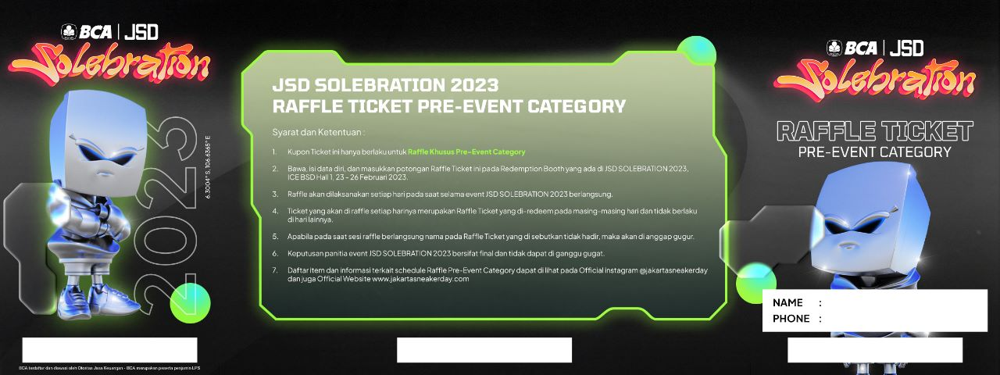 BCA | JSD
Solebration
2023
6.3004° S, 106.6365° E
BCA terdaftar dan diawasi oleh Otoritas Jasa Keuangan - BCA merupakan peserta penjamin LPS
JSD SOLEBRATION 2023
RAFFLE TICKET PRE-EVENT CATEGORY
Syarat dan Ketentuan :
1. Kupon Ticket ini hanya berlaku untuk Raffle Khusus Pre-Event Category
2. Bawa, isi data diri, dan masukkan potongan Raffle Ticket ini pada Redemption Booth yang ada di JSD SOLEBRATION 2023,
ICE BSD Hall 1, 23 - 26 Februari 2023.
3. Raffle akan dilaksanakan setiap hari pada saat selama event JSD SOLEBRATION 2023 berlangsung.
4. Ticket yang akan di raffle setiap harinya merupakan Raffle Ticket yang di-redeem pada masing-masing hari dan tidak berlaku
di hari lainnya.
5. Apabila pada saat sesi raffle berlangsung nama pada Raffle Ticket yang di sebutkan tidak hadir, maka akan di anggap gugur.
6. Keputusan panitia event JSD SOLEBRATION 2023 bersifat final dan tidak dapat di ganggu gugat.
7. Daftar item dan informasi terkait schedule Raffle Pre-Event Category dapat di lihat pada Official instagram @jakartasneakerday
dan juga Official Website www.jakartasneakerday.com
BCA | JSD
Solebration
RAFFLE TICKET
PRE-EVENT CATEGORY
NAME :
PHONE :